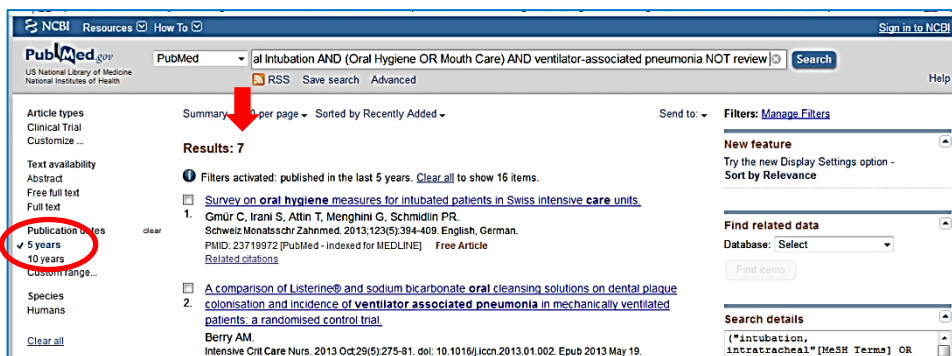 NCBI Resources How To Sign in to NCBI
PubMed.gov
US National Library of Medicine
National Institutes of Health
PubMed al Intubation AND (Oral Hygiene OR Mouth Care) AND ventilator-associated pneumonia NOT review Search
RSS Save search Advanced Help
Article types
Clinical Trial
Customize ...
Text availability
Abstract
Free full text
Full text
Publication dates clear
5 years
10 years
Custom range...
Species
Humans
Clear all
Summary 0 per page Sorted by Recently Added Send to:
Results: 7
Filters activated: published in the last 5 years. Clear all to show 16 items.
Survey on oral hygiene measures for intubated patients in Swiss intensive care units.
1. Gmür C, Irani S, Attin T, Menghini G, Schmidlin PR.
Schweiz Monatsschr Zahnmed. 2013;123(5):394-409. English, German.
PMID: 23719972 [PubMed - indexed for MEDLINE] Free Article
Related citations
A comparison of Listerine® and sodium bicarbonate oral cleansing solutions on dental plaque
2. colonisation and incidence of ventilator associated pneumonia in mechanically ventilated
patients: a randomised control trial.
Berry AM.
Intensive Crit Care Nurs. 2013 Oct;29(5):275-81. doi: 10.1016/j.iccn.2013.01.002. Epub 2013 May 19.
Filters: Manage Filters
New feature
Try the new Display Settings option -
Sort by Relevance
Find related data
Database: Select
Find items
Search details
("intubation,
intratracheal"[MeSH Terms] OR